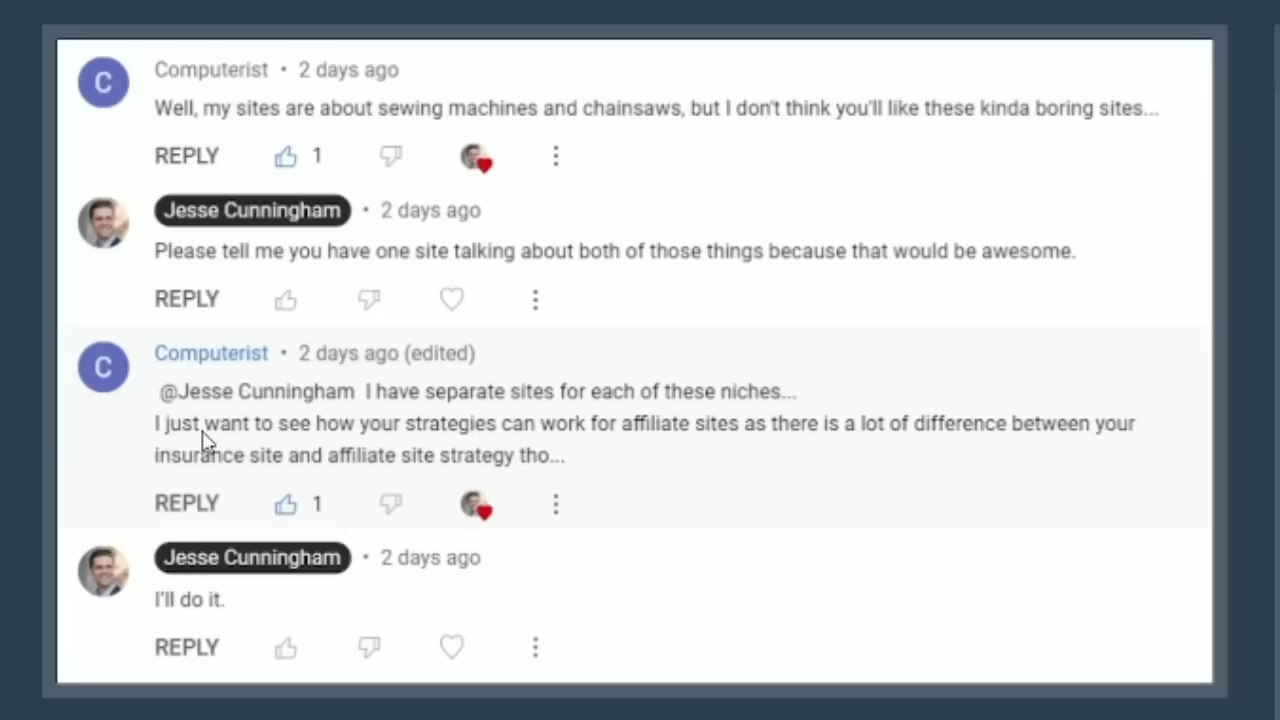 C
Computerist • 2 days ago
Well, my sites are about sewing machines and chainsaws, but I don't think you'll like these kinda boring sites...
REPLY 1
Jesse Cunningham • 2 days ago
Please tell me you have one site talking about both of those things because that would be awesome.
REPLY
C
Computerist • 2 days ago (edited)
@Jesse Cunningham I have separate sites for each of these niches...
I just want to see how your strategies can work for affiliate sites as there is a lot of difference between your
insurance site and affiliate site strategy tho...
REPLY 1
Jesse Cunningham • 2 days ago
I'll do it.
REPLY